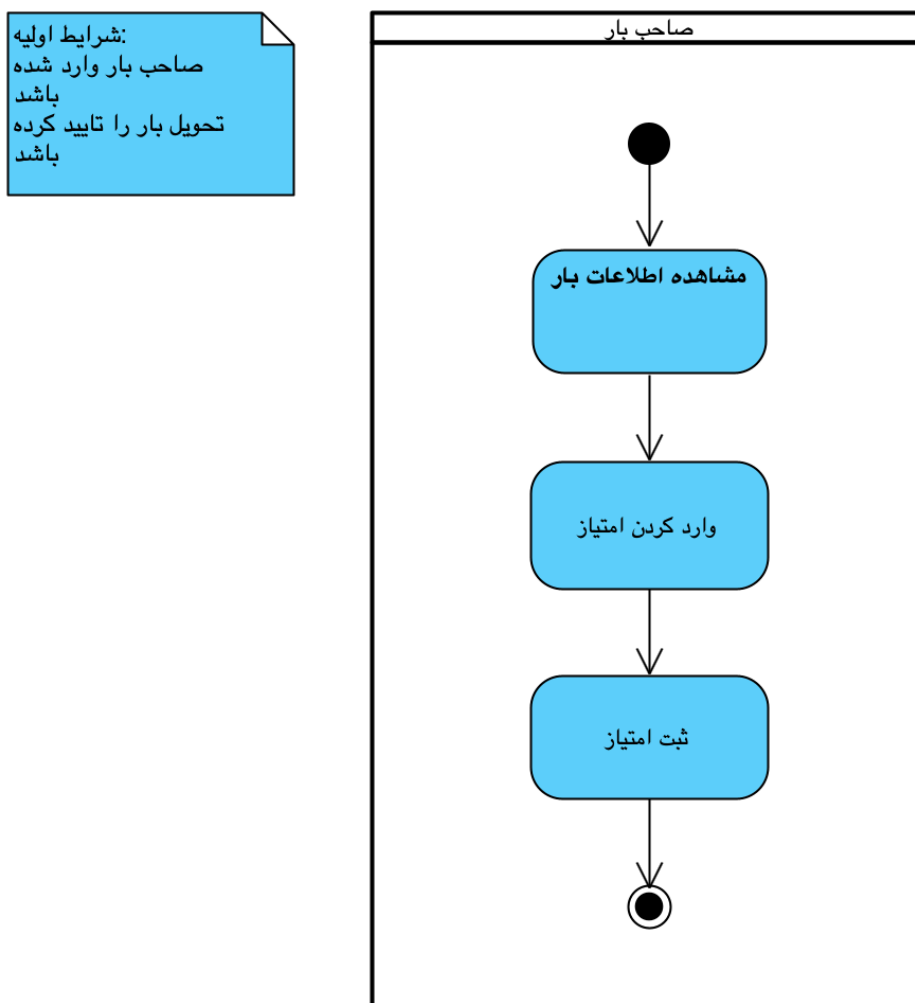 شرایط اولیه:
صاحب بار وارد شده
باشد
تحویل بار را تایید کرده
باشد
صاحب بار
مشاهده اطلاعات بار
وارد کردن امتیاز
ثبت امتیاز